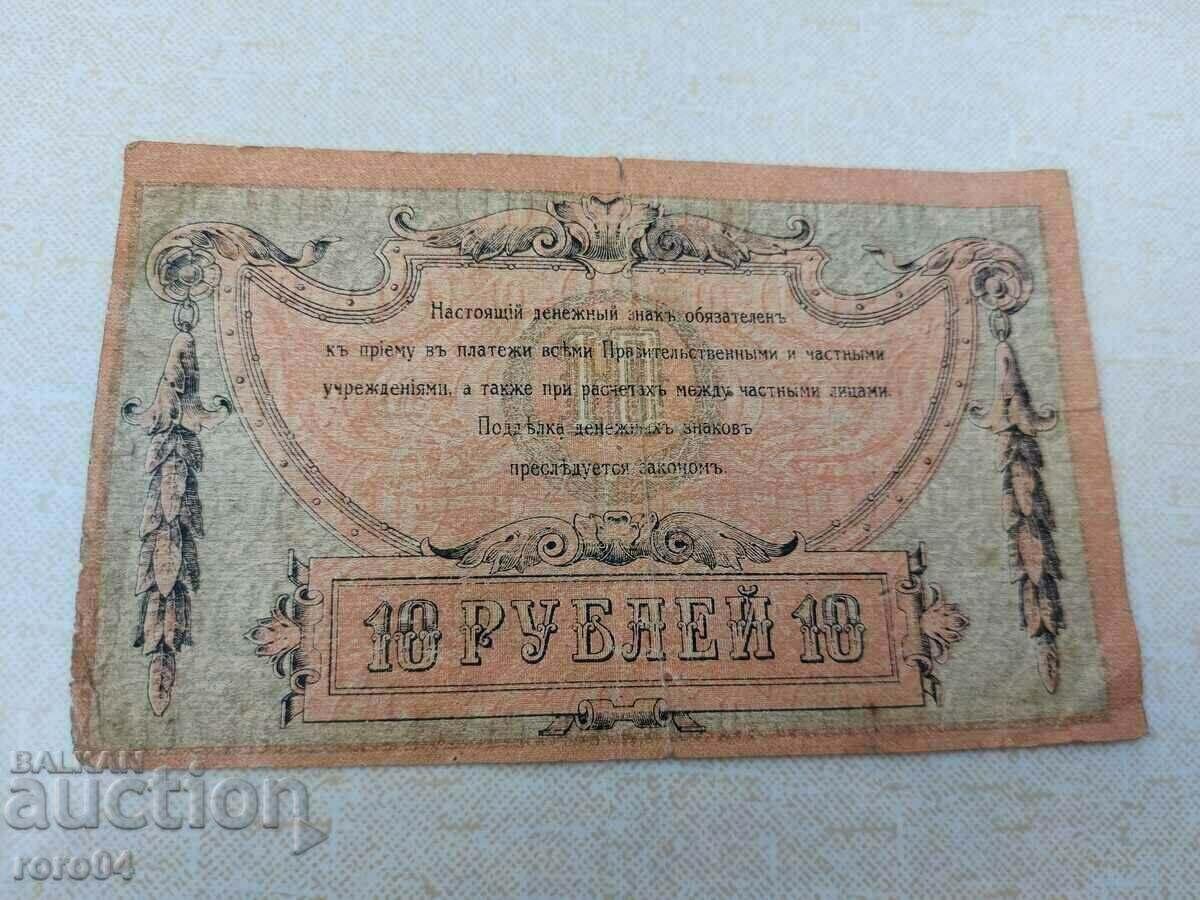 Настоящій денежный знакъ обязателенъ
къ пріему въ платежи всѣми Правительственными и частными
учрежденіями, а также при расчетахъ между частными лицами.
Поддѣлка денежныхъ знаковъ
преслѣдуется закономъ.
10
10 РУБЛЕЙ 10
BALKAN
auction
roro04